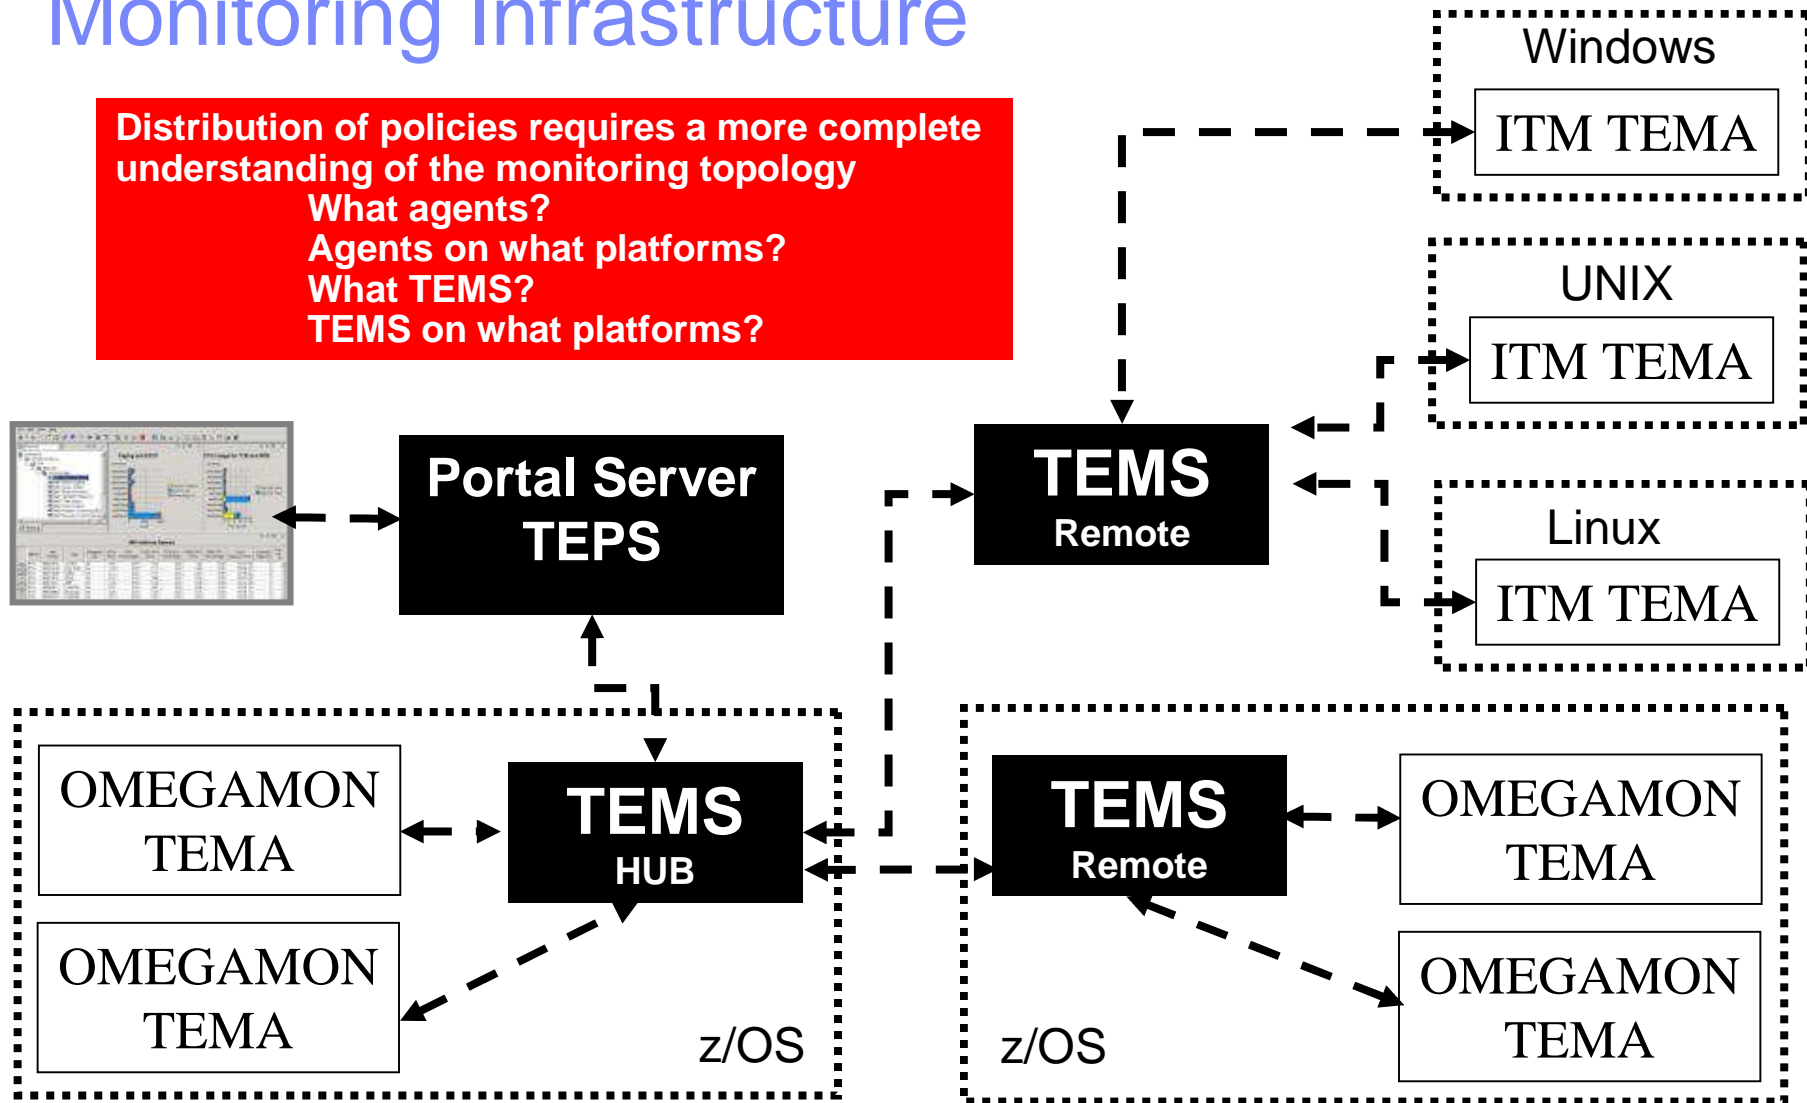 Monitoring Infrastructure
Distribution of policies requires a more complete
understanding of the monitoring topology
What agents?
Agents on what platforms?
What TEMS?
TEMS on what platforms?
Windows
ITM TEMA
UNIX
ITM TEMA
Linux
ITM TEMA
Portal Server
TEPS
TEMS
Remote
OMEGAMON
TEMA
OMEGAMON
TEMA
TEMS
HUB
z/OS
TEMS
Remote
z/OS
OMEGAMON
TEMA
OMEGAMON
TEMA